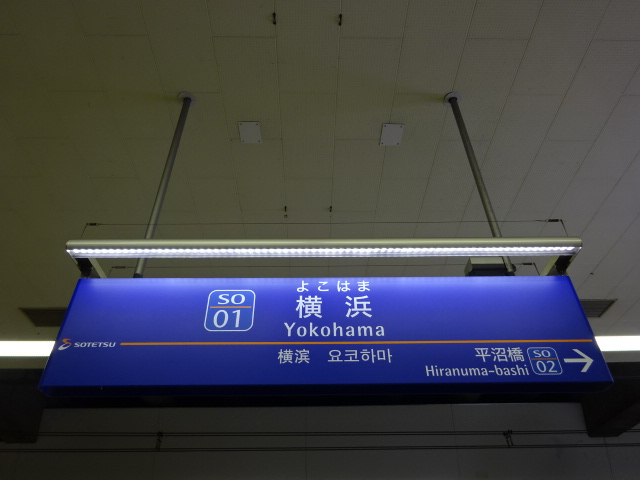 よこはま
SO
01
横浜
Yokohama
SOTETSU
横滨 요코하마
平沼橋
Hiranuma-bashi
SO
02